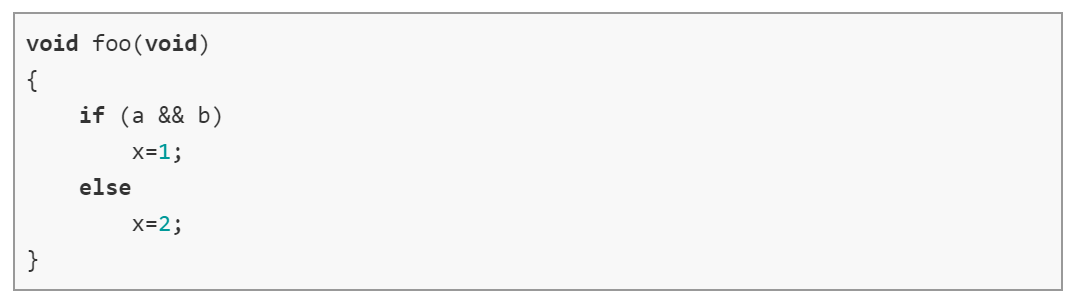 void foo(void)
{
    if (a && b)
        x=1;
    else
        x=2;
}